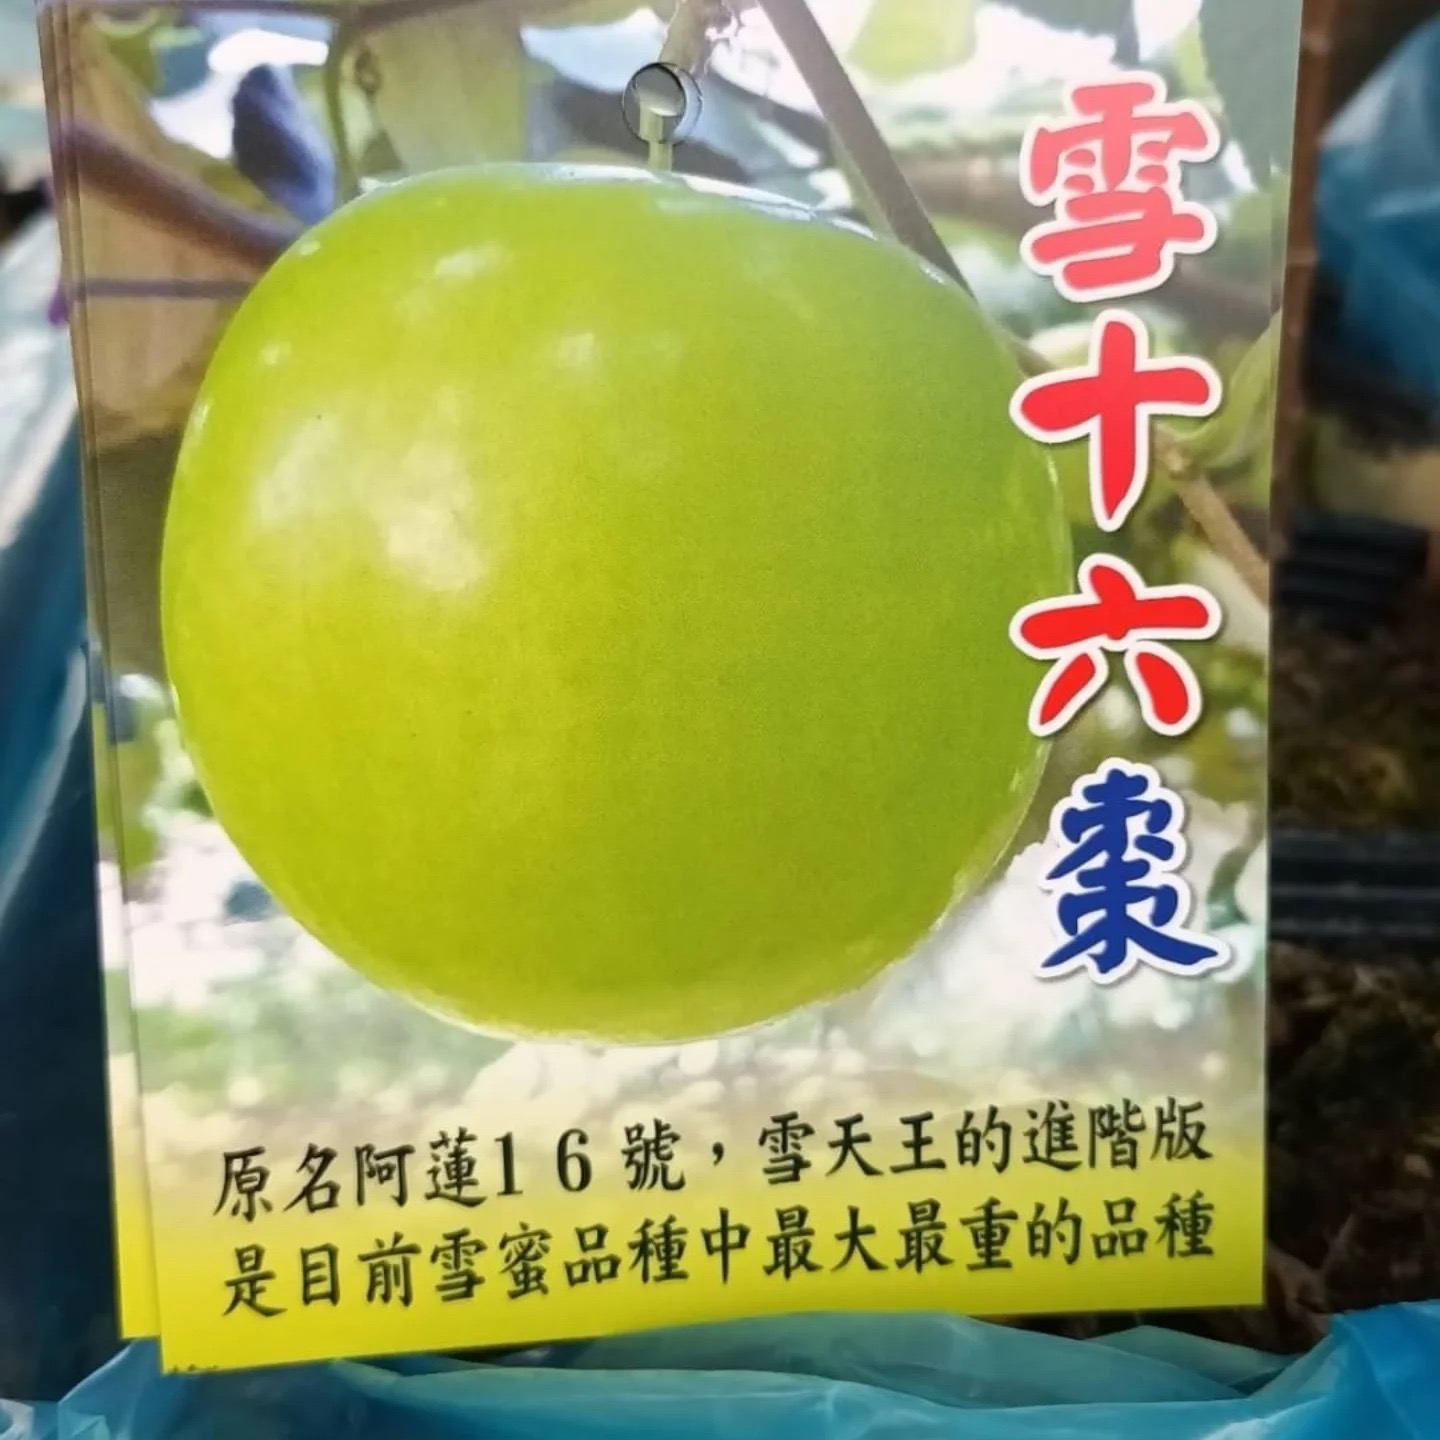 雪十六棗
原名阿蓮16號，雪天王的進階版
是目前雪蜜品種中最大最重的品種